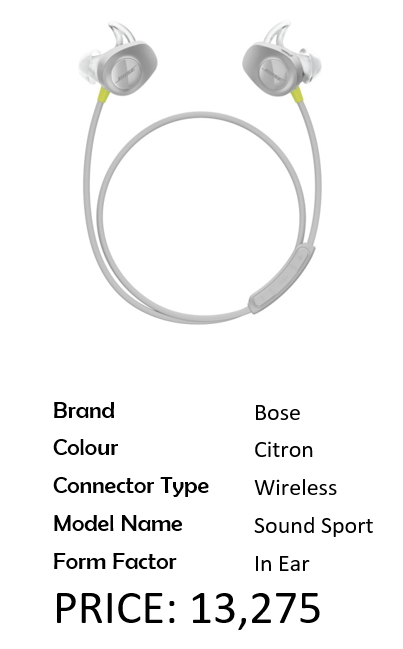 Brand Bose
Colour Citron
Connector Type Wireless
Model Name Sound Sport
Form Factor In Ear
PRICE: 13,275